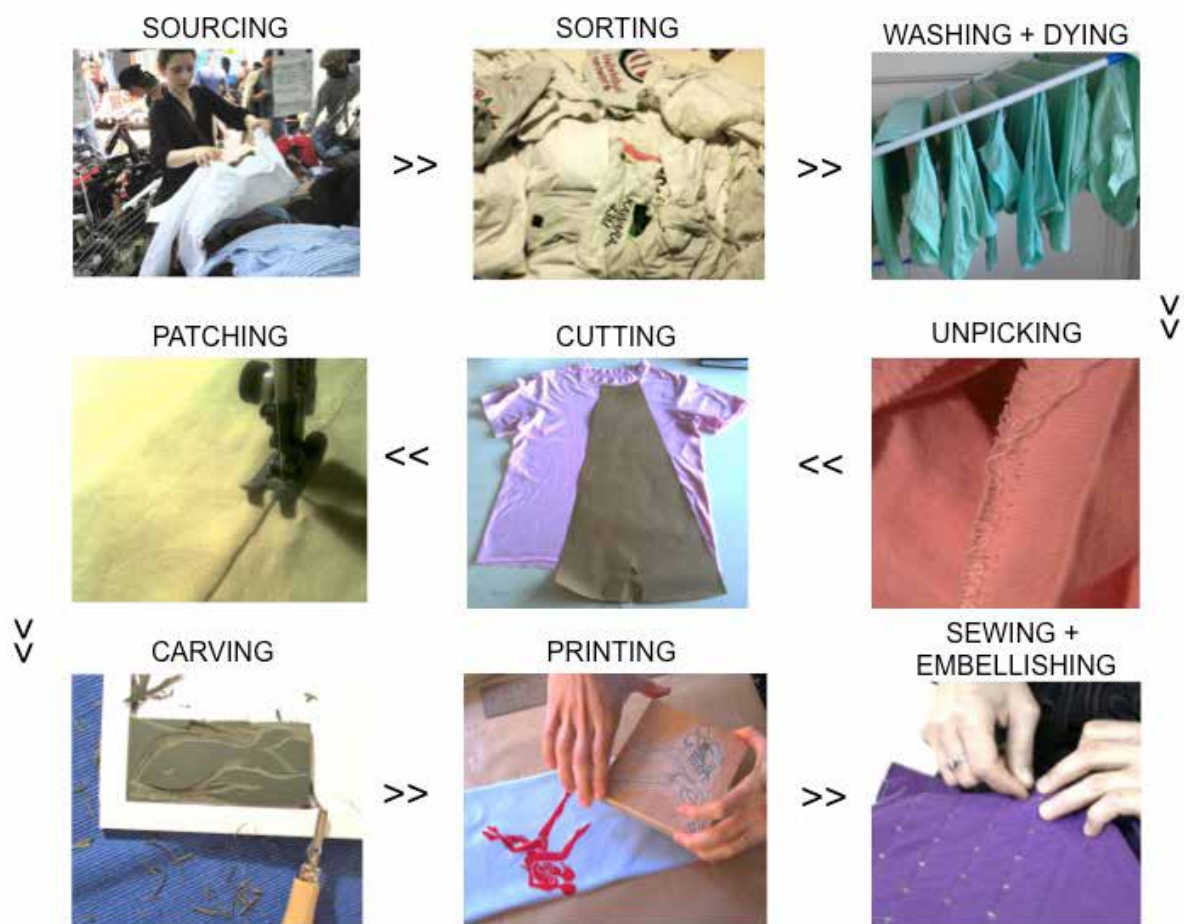 SOURCING
>>
SORTING
>>
WASHING + DYING
>>
UNPICKING
<<
CUTTING
<<
PATCHING
>>
CARVING
>>
PRINTING
>>
SEWING +
EMBELLISHING